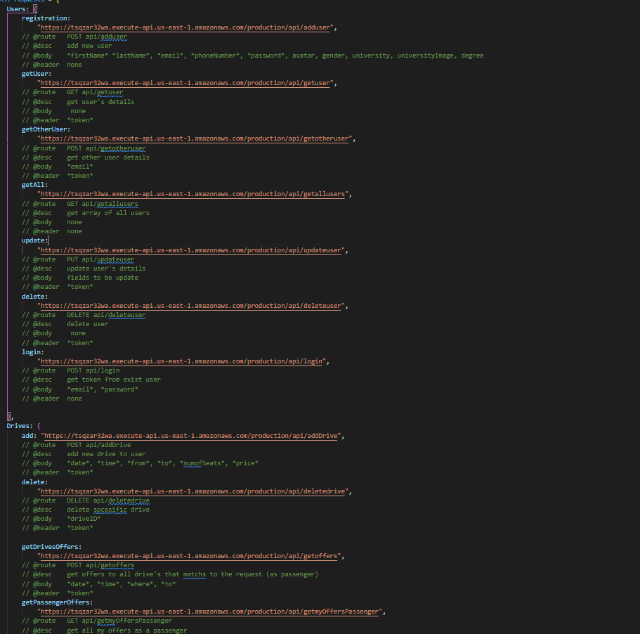 Users: {
registration:
"https://tsqzar32wa.execute-api.us-east-1.amazonaws.com/production/api/adduser",
// @route POST api/adduser
// @desc add new user
// @body *firstName* *lastName*, *email*, *phoneNumber*, *password*, avatar, gender, university, universityImage, degree
// @header none
getUser:
"https://tsqzar32wa.execute-api.us-east-1.amazonaws.com/production/api/getuser",
// @route GET api/getuser
// @desc get user's details
// @body none
// @header *token*
getOtherUser:
"https://tsqzar32wa.execute-api.us-east-1.amazonaws.com/production/api/getotheruser",
// @route POST api/getotheruser
// @desc get other user details
// @body *email*
// @header *token*
getAll:
"https://tsqzar32wa.execute-api.us-east-1.amazonaws.com/production/api/getallusers",
// @route GET api/getallusers
// @desc get array of all users
// @body none
// @header none
update:
"https://tsqzar32wa.execute-api.us-east-1.amazonaws.com/production/api/updateuser",
// @route PUT api/updateuser
// @desc update user's details
// @body fields to be update
// @header *token*
delete:
"https://tsqzar32wa.execute-api.us-east-1.amazonaws.com/production/api/deleteuser",
// @route DELETE api/deleteuser
// @desc delete user
// @body none
// @header *token*
login:
"https://tsqzar32wa.execute-api.us-east-1.amazonaws.com/production/api/login",
// @route POST api/login
// @desc get token from exist user
// @body *email*, *password*
// @header none
},
Drives: {
add: "https://tsqzar32wa.execute-api.us-east-1.amazonaws.com/production/api/addDrive",
// @route POST api/addDrive
// @desc add new drive to user
// @body *date*, *time*, *from*, *to*, *numofSeats*, *price*
// @header *token*
delete:
"https://tsqzar32wa.execute-api.us-east-1.amazonaws.com/production/api/deletedrive",
// @route DELETE api/deletedrive
// @desc delete spcesific drive
// @body *driveID*
// @header *token*
getDrivesOffers:
"https://tsqzar32wa.execute-api.us-east-1.amazonaws.com/production/api/getoffers",
// @route POST api/getoffers
// @desc get offers to all drive's that matchs to the request (as passenger)
// @body *date*, *time*, *where*, *to*
// @header *token*
getPassengerOffers:
"https://tsqzar32wa.execute-api.us-east-1.amazonaws.com/production/api/getmyOffersPassenger",
// @route GET api/getmyOffersPassenger
// @desc get all my offers as a passenger